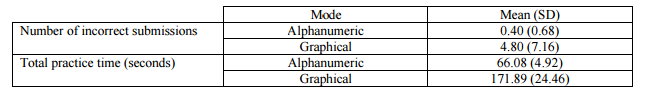 Mode Mean (SD)
Number of incorrect submissions Alphanumeric 0.40 (0.68)
Graphical 4.80 (7.16)
Total practice time (seconds) Alphanumeric 66.08 (4.92)
Graphical 171.89 (24.46)